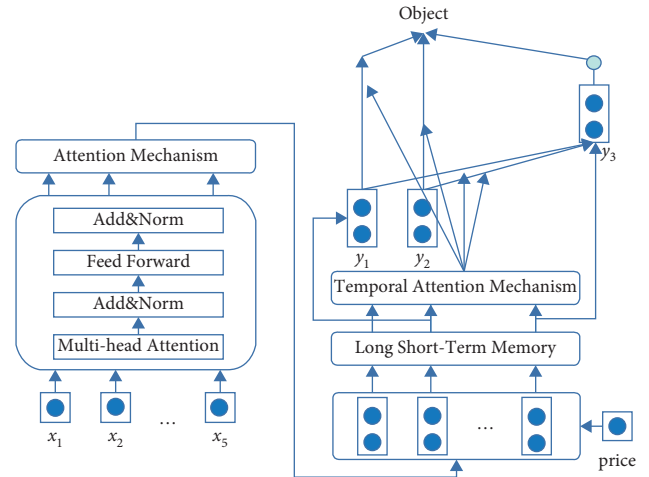 Object
y3
Attention Mechanism
Add&Norm
Feed Forward
Add&Norm
Multi-head Attention
x1 x2 ... x5
y1 y2
Temporal Attention Mechanism
Long Short-Term Memory
...
price